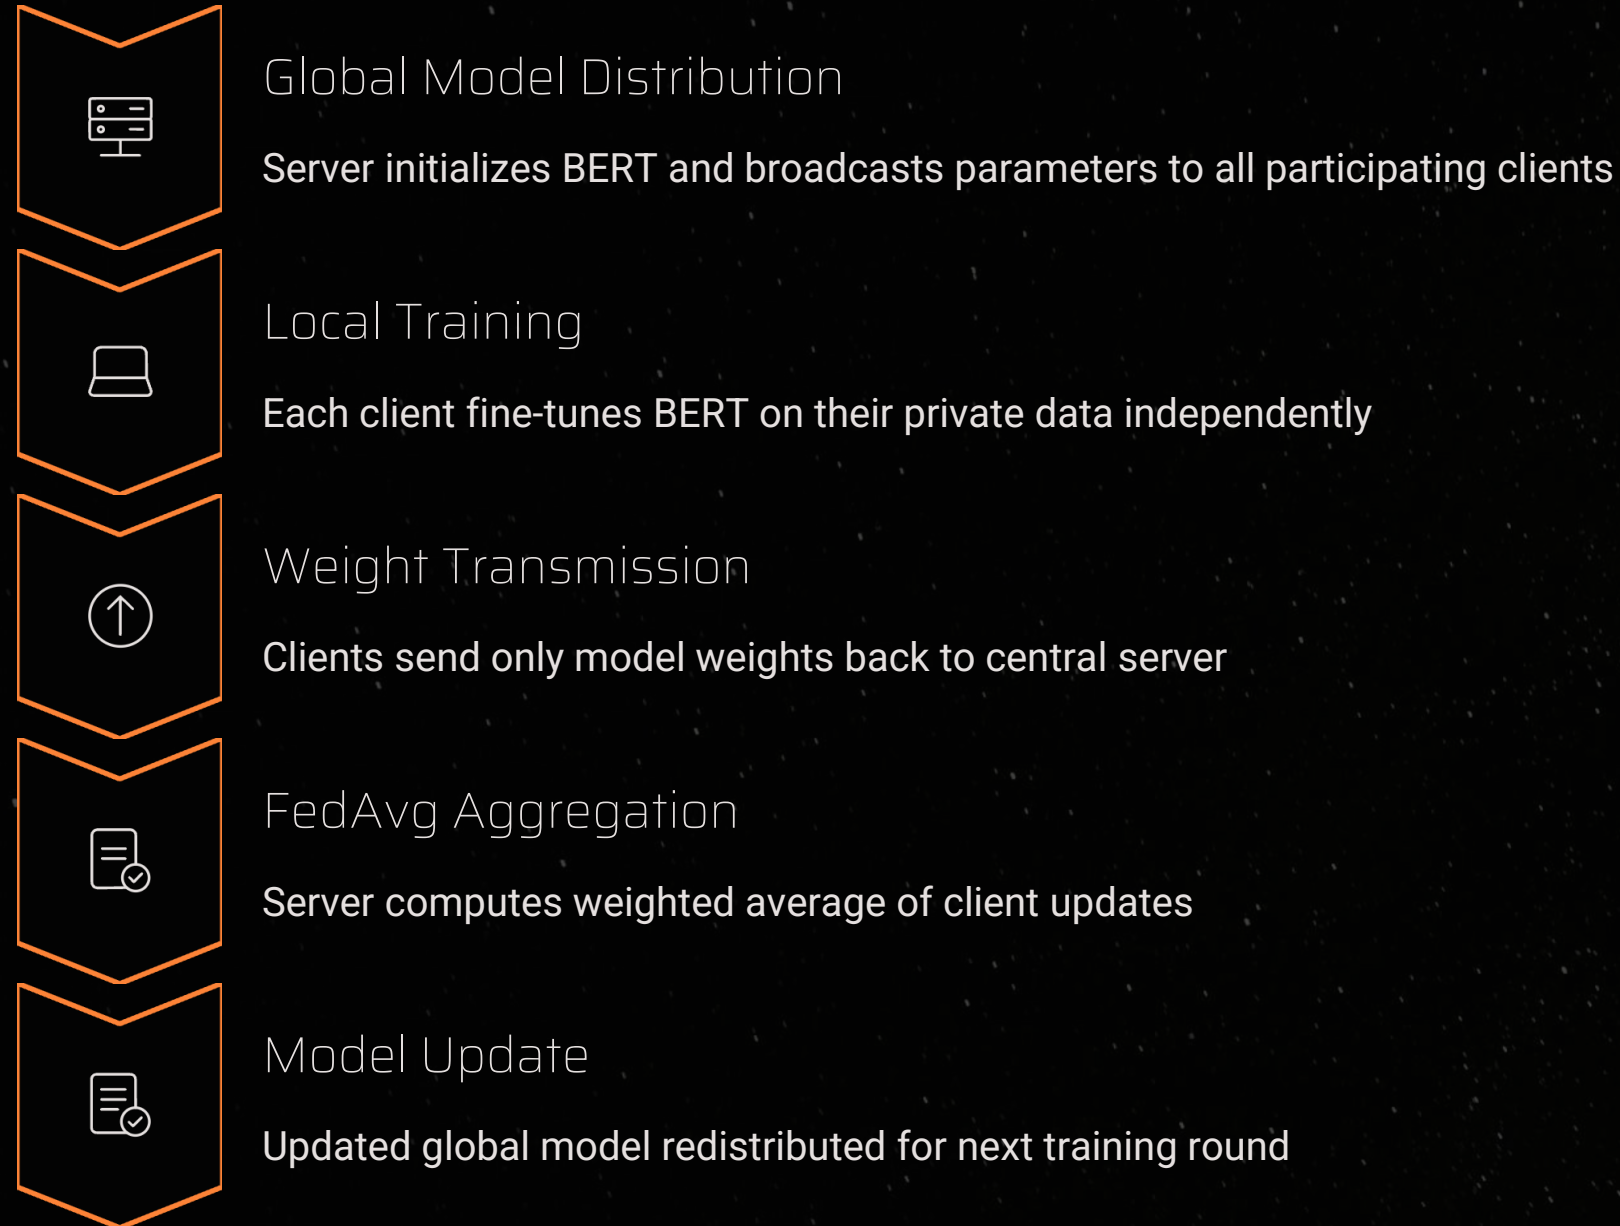 Global Model Distribution
Server initializes BERT and broadcasts parameters to all participating clients
Local Training
Each client fine-tunes BERT on their private data independently
Weight Transmission
Clients send only model weights back to central server
FedAvg Aggregation
Server computes weighted average of client updates
Model Update
Updated global model redistributed for next training round